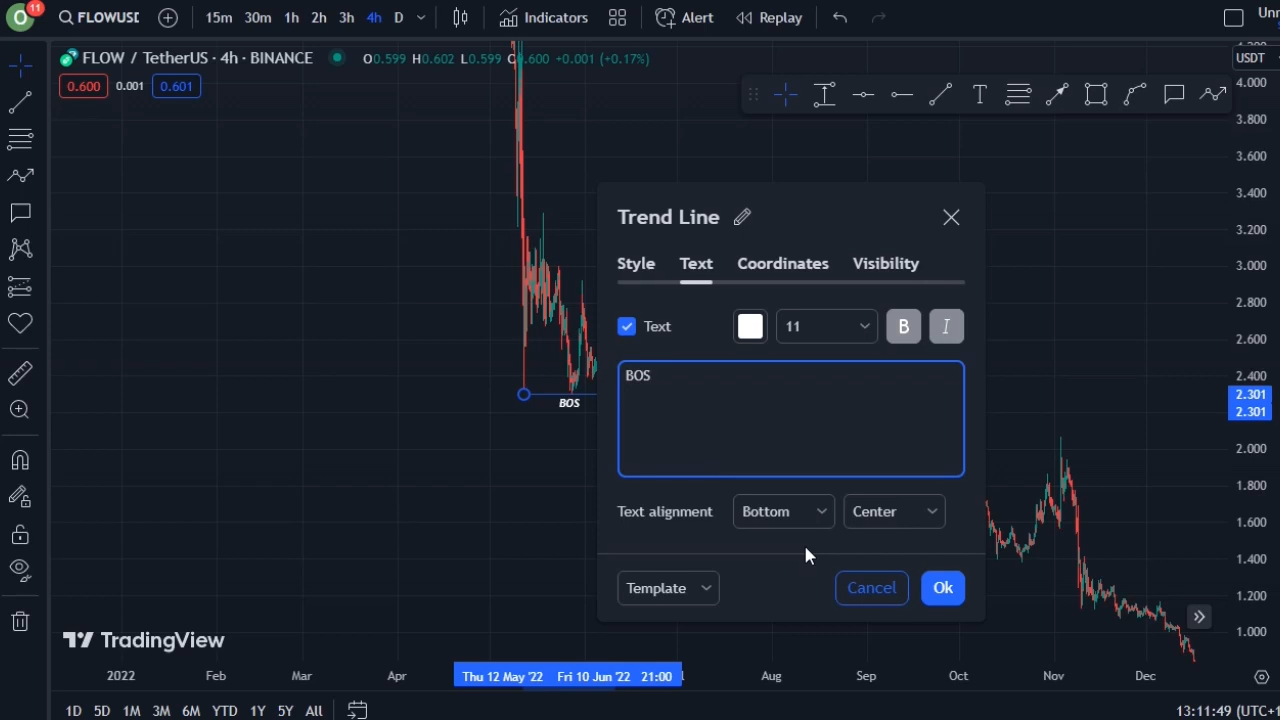 O 11 FLOWUSD 15m 30m 1h 2h 3h 4h D Indicators Alert Replay
FLOW / TetherUS · 4h · BINANCE O0.599 H0.602 L0.599 C0.600 +0.001 (+0.17%)
USDT
0.600 0.001 0.601
4.000
3.800
3.600
3.400
3.200
3.000
2.800
2.600
2.400
2.301
2.301
2.000
1.800
1.600
1.400
1.200
1.000
T
Trend Line
Style Text Coordinates Visibility
Text 11 B I
BOS
BOS
Text alignment Bottom Center
Template Cancel Ok
TradingView
2022 Feb Mar Apr Thu 12 May '22 Fri 10 Jun '22 21:00 Aug Sep Oct Nov Dec
1D 5D 1M 3M 6M YTD 1Y 5Y All
13:11:49 (UTC+1